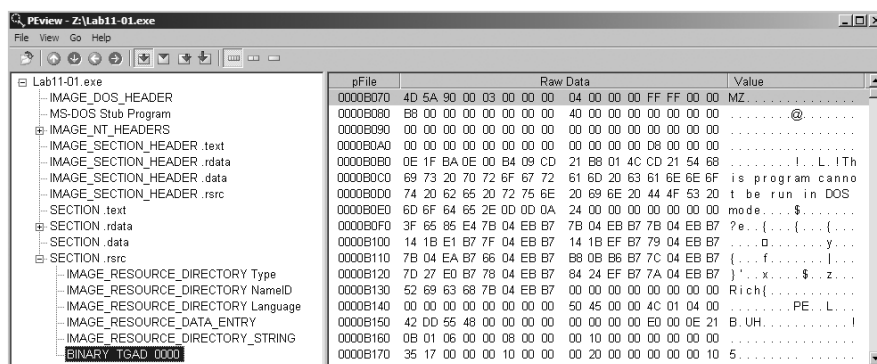 PEview - Z:\Lab11-01.exe
File View Go Help
Lab11-01.exe
IMAGE_DOS_HEADER
MS-DOS Stub Program
IMAGE_NT_HEADERS
IMAGE_SECTION_HEADER .text
IMAGE_SECTION_HEADER .rdata
IMAGE_SECTION_HEADER .data
IMAGE_SECTION_HEADER .rsrc
SECTION .text
SECTION .rdata
SECTION .data
SECTION .rsrc
IMAGE_RESOURCE_DIRECTORY Type
IMAGE_RESOURCE_DIRECTORY NameID
IMAGE_RESOURCE_DIRECTORY Language
IMAGE_RESOURCE_DATA_ENTRY
IMAGE_RESOURCE_DIRECTORY_STRING
BINARY TGAD 0000
pFile Raw Data Value
0000B070 4D 5A 90 00 03 00 00 00 04 00 00 00 FF FF 00 00 MZ..............
0000B080 B8 00 00 00 00 00 00 00 40 00 00 00 00 00 00 00 ........@.......
0000B090 00 00 00 00 00 00 00 00 00 00 00 00 00 00 00 00 ................
0000B0A0 00 00 00 00 00 00 00 00 00 00 00 00 D8 00 00 00 ................
0000B0B0 0E 1F BA 0E 00 B4 09 CD 21 B8 01 4C CD 21 54 68 ........!..L.!Th
0000B0C0 69 73 20 70 72 6F 67 72 61 6D 20 63 61 6E 6E 6F is program canno
0000B0D0 74 20 62 65 20 72 75 6E 20 69 6E 20 44 4F 53 20 t be run in DOS
0000B0E0 6D 6F 64 65 2E 0D 0D 0A 24 00 00 00 00 00 00 00 mode....$.......
0000B0F0 3F 65 85 E4 7B 04 EB B7 7B 04 EB B7 7B 04 EB B7 ?e..{...{...{...
0000B100 14 1B E1 B7 7F 04 EB B7 14 1B EF B7 79 04 EB B7 ....□.......y...
0000B110 7B 04 EA B7 66 04 EB B7 B8 0B B6 B7 7C 04 EB B7 {...f.......|...
0000B120 7D 27 E0 B7 78 04 EB B7 84 24 EF B7 7A 04 EB B7 }'..x....$..z...
0000B130 52 69 63 68 7B 04 EB B7 00 00 00 00 00 00 00 00 Rich{...........
0000B140 00 00 00 00 00 00 00 00 50 45 00 00 4C 01 04 00 ........PE..L...
0000B150 42 DD 55 48 00 00 00 00 00 00 00 00 E0 00 0E 21 B.UH...........!
0000B160 0B 01 06 00 00 08 00 00 00 10 00 00 00 00 00 00 ................
0000B170 35 17 00 00 00 10 00 00 00 20 00 00 00 00 00 00 5...............